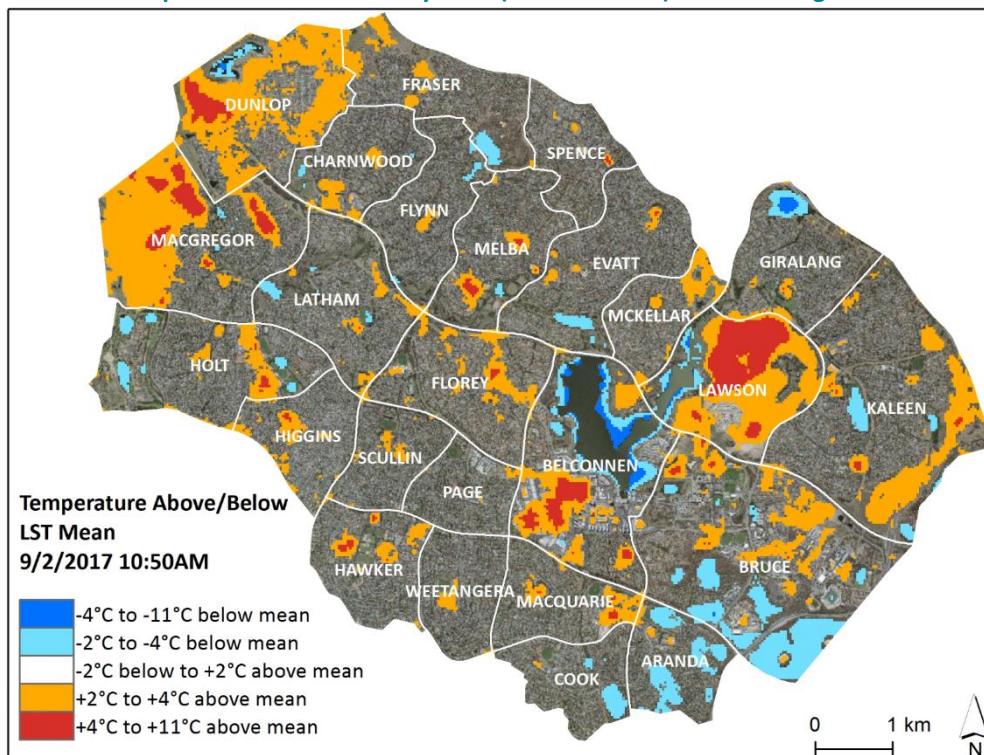 FRASER
DUNLOP
SPENCE
CHARNWOOD
FLYNN
MACGREGOR
MELBA
EVATT
GIRALANG
LATHAM
MCKELLAR
HOLT
FLOREY
LAWSON
KALEEN
HIGGINS
SCULLIN
BELCONNEN
PAGE
Temperature Above/Below
LST Mean
9/2/2017 10:50AM
HAWKER
BRUCE
WEETANGERA
MACQUARIE
ARANDA
COOK
-4°C to -11°C below mean
-2°C to -4°C below mean
-2°C below to +2°C above mean
+2°C to +4°C above mean
+4°C to +11°C above mean
0 1 km
N